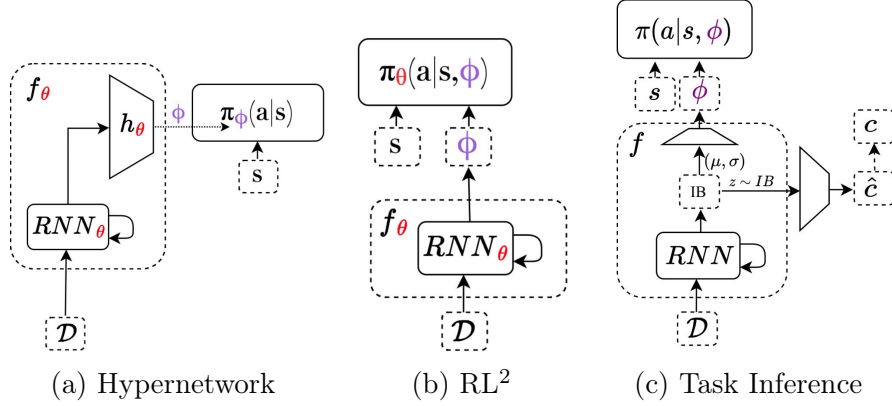 f_θ
h_θ
ϕ
π_ϕ(a|s)
s
RNN_θ
𝒟
(a) Hypernetwork
π_θ(a|s,ϕ)
s
ϕ
f_θ
RNN_θ
𝒟
(b) RL²
π(a|s, ϕ)
s
ϕ
f
(μ, σ)
IB
z ~ IB
c
ĉ
RNN
𝒟
(c) Task Inference